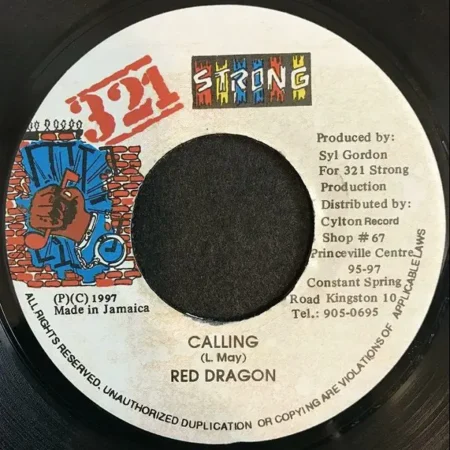 321
STRONG
Produced by:
Syl Gordon
For 321 Strong
Production
Distributed by:
Cylton Record
Shop # 67
Princeville Centre
95-97
Constant Spring
Road Kingston 10
Tel.: 905-0695
(P)(C) 1997
Made in Jamaica
CALLING
(L. May)
RED DRAGON
ALL RIGHTS RESERVED. UNAUTHORIZED DUPLICATION OR COPYING ARE VIOLATIONS OF APPLICABLE LAWS